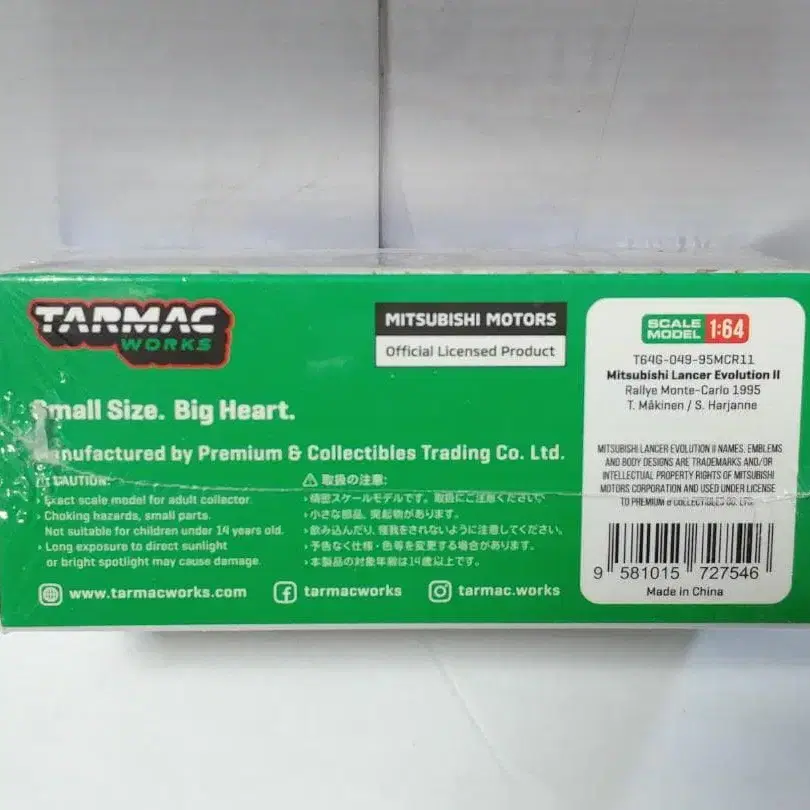 TARMAC
WORKS
Small Size. Big Heart.
Manufactured by Premium & Collectibles Trading Co. Ltd.
⚠ CAUTION:
› Exact scale model for adult collector.
› Choking hazards, small parts.
Not suitable for children under 14 years old.
› Long exposure to direct sunlight
or bright spotlight may cause damage.
⚠ 取扱の注意:
› 精密スケールモデルです。取扱にご注意ください。
› 小さな部品、突起物があります。
› 飲み込んだり、怪我をされないように注意してください。
› 予告なく仕様・色等を変更する場合があります。
› 本製品の対象年齢は14歳以上です。
www.tarmacworks.com
tarmacworks
tarmac.works
MITSUBISHI MOTORS
Official Licensed Product
SCALE
MODEL 1:64
T64G-049-95MCR11
Mitsubishi Lancer Evolution II
Rallye Monte-Carlo 1995
T. Mäkinen / S. Harjanne
MITSUBISHI LANCER EVOLUTION II NAMES, EMBLEMS
AND BODY DESIGNS ARE TRADEMARKS AND/OR
INTELLECTUAL PROPERTY RIGHTS OF MITSUBISHI
MOTORS CORPORATION AND USED UNDER LICENSE
TO PREMIUM & COLLECTIBLES CO. LTD.
9 581015 727546
Made in China